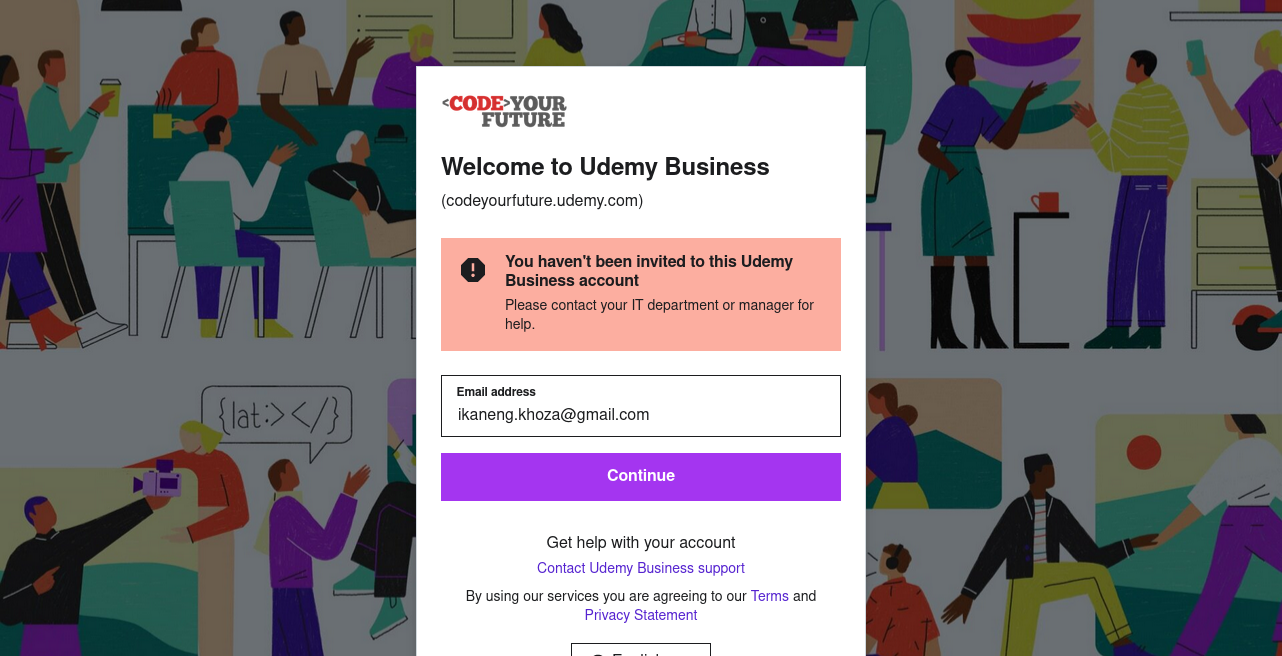 <CODE>YOUR
FUTURE
Welcome to Udemy Business
(codeyourfuture.udemy.com)
You haven't been invited to this Udemy
Business account
Please contact your IT department or manager for
help.
Email address
ikaneng.khoza@gmail.com
Continue
Get help with your account
Contact Udemy Business support
By using our services you are agreeing to our Terms and
Privacy Statement
{lat:> </}